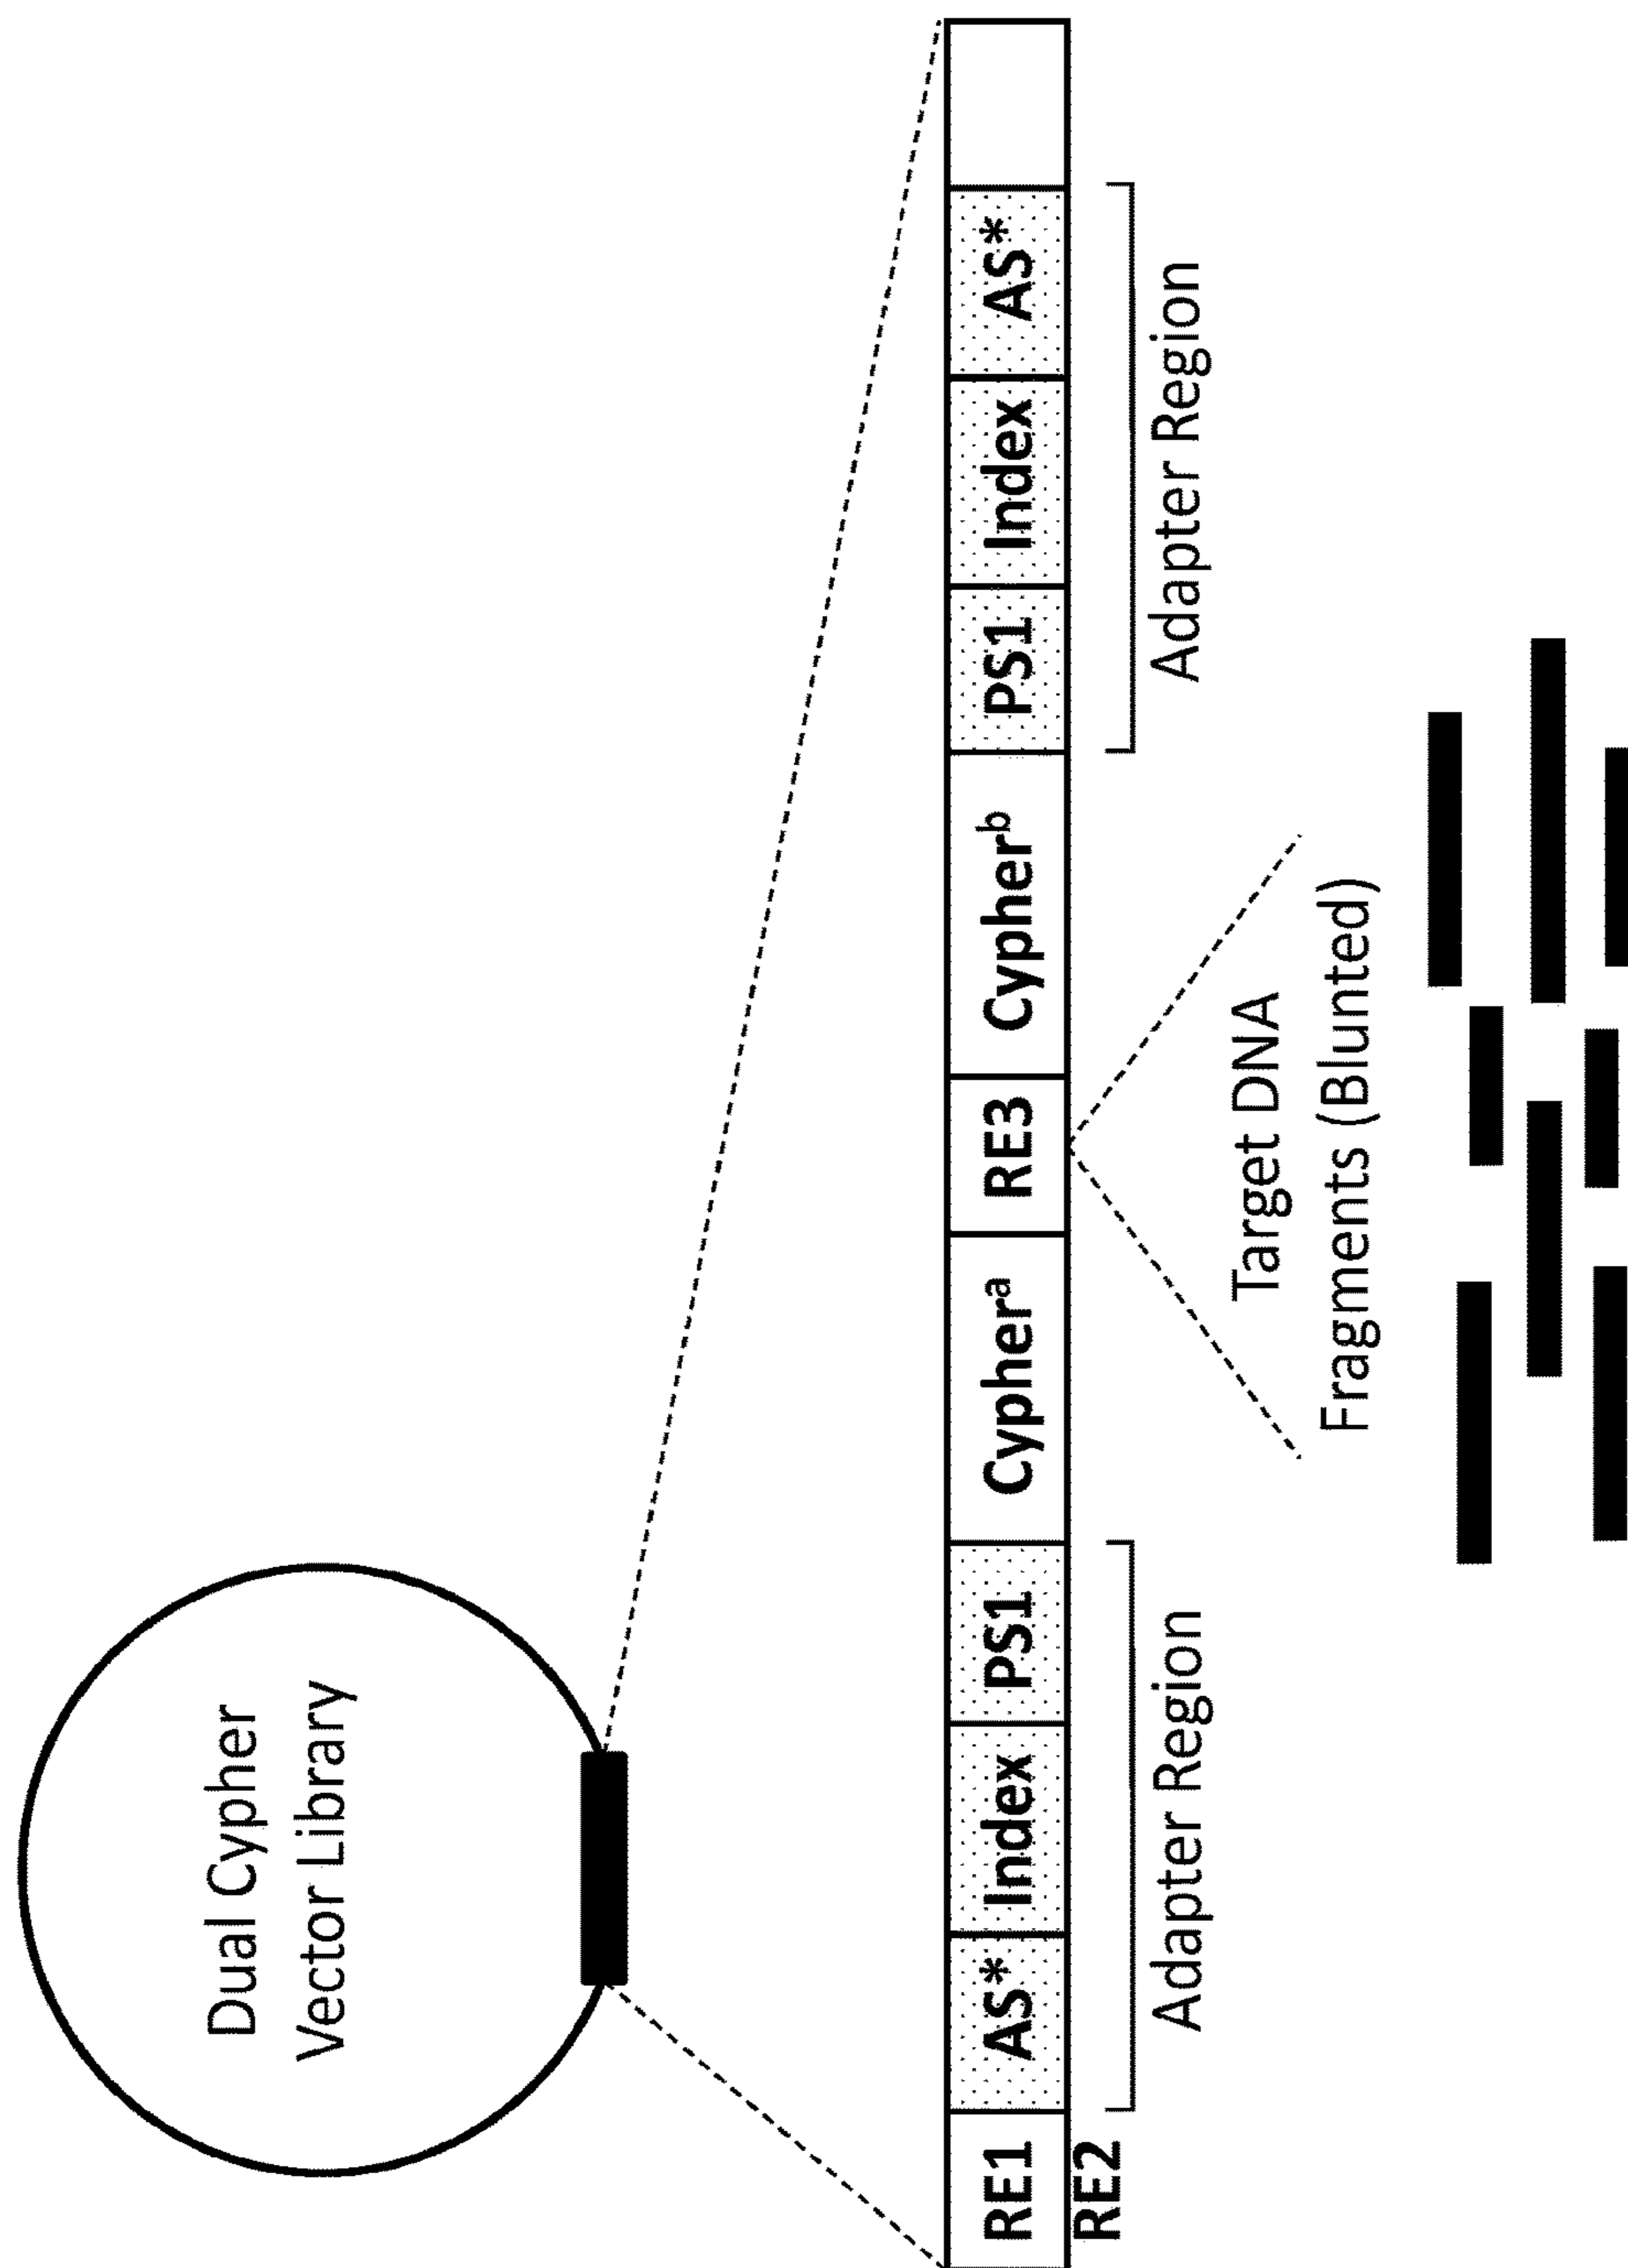 Dual Cypher
Vector Library
RE1 AS* Index PS1 Cypherᵃ RE3 Cypherᵇ PS1 Index AS*
RE2
Adapter Region
Adapter Region
Target DNA
Fragments (Blunted)